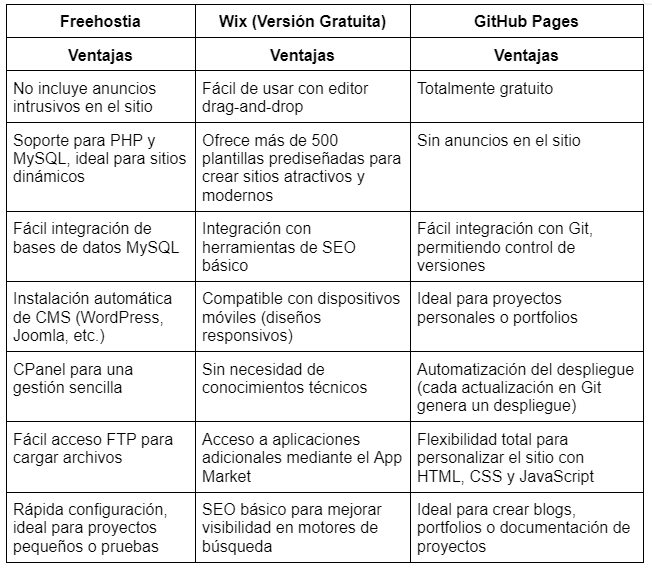 Freehostia
Wix (Versión Gratuita)
GitHub Pages
Ventajas
Ventajas
Ventajas
No incluye anuncios
intrusivos en el sitio
Fácil de usar con editor
drag-and-drop
Totalmente gratuito
Soporte para PHP y
MySQL, ideal para sitios
dinámicos
Ofrece más de 500
plantillas prediseñadas para
crear sitios atractivos y
modernos
Sin anuncios en el sitio
Fácil integración de
bases de datos MySQL
Integración con
herramientas de SEO
básico
Fácil integración con Git,
permitiendo control de
versiones
Instalación automática
de CMS (WordPress,
Joomla, etc.)
Compatible con dispositivos
móviles (diseños
responsivos)
Ideal para proyectos
personales o portfolios
CPanel para una
gestión sencilla
Sin necesidad de
conocimientos técnicos
Automatización del despliegue
(cada actualización en Git
genera un despliegue)
Fácil acceso FTP para
cargar archivos
Acceso a aplicaciones
adicionales mediante el App
Market
Flexibilidad total para
personalizar el sitio con
HTML, CSS y JavaScript
Rápida configuración,
ideal para proyectos
pequeños o pruebas
SEO básico para mejorar
visibilidad en motores de
búsqueda
Ideal para crear blogs,
portfolios o documentación de
proyectos